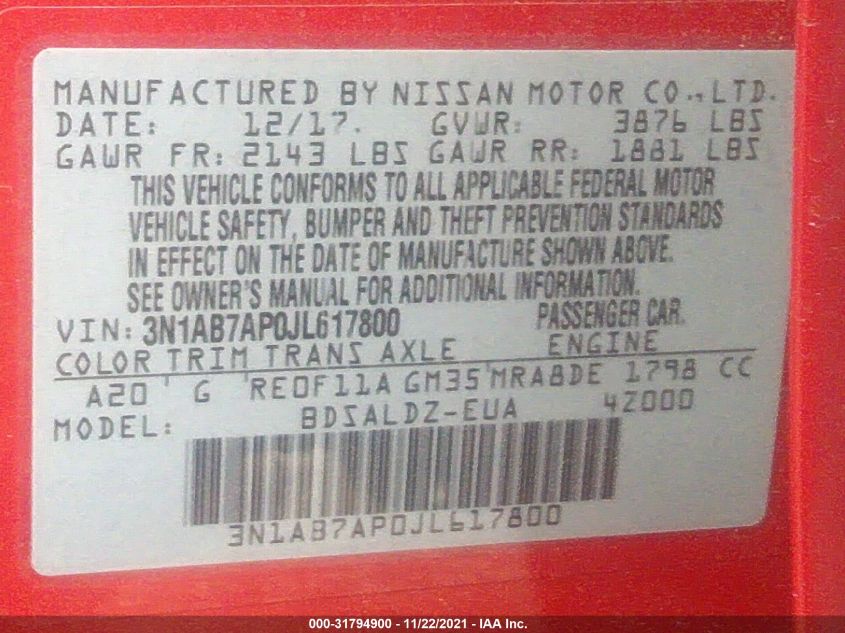 MANUFACTURED BY NISSAN MOTOR CO.,LTD.
DATE: 12/17. GVWR: 3876 LBS
GAWR FR: 2143 LBS GAWR RR: 1881 LBS
THIS VEHICLE CONFORMS TO ALL APPLICABLE FEDERAL MOTOR
VEHICLE SAFETY, BUMPER AND THEFT PREVENTION STANDARDS
IN EFFECT ON THE DATE OF MANUFACTURE SHOWN ABOVE.
SEE OWNER'S MANUAL FOR ADDITIONAL INFORMATION.
VIN: 3N1AB7AP0JL617800 PASSENGER CAR.
COLOR TRIM TRANS AXLE ENGINE
A20 G RE0F11A GM35 MRA8DE 1798 CC
MODEL: BDSALDZ-EUA 4Z000
3N1AB7AP0JL617800
000-31794900 - 11/22/2021 - IAA Inc.